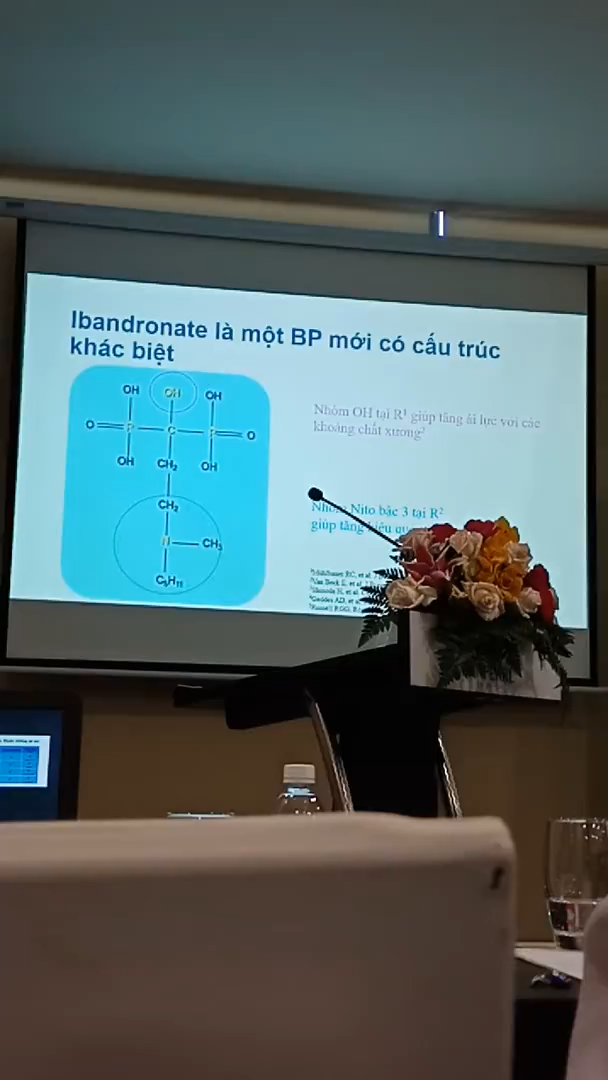 Ibandronate là một BP mới có cấu trúc
khác biệt
OH OH OH
O P C P O
OH CH₂ OH
CH₂
N CH₃
C₅H₁₁
Nhóm OH tại R¹ giúp tăng ái lực với các
khoáng chất xương²
Nito bậc 3 tại R²
giúp tăng hiệu